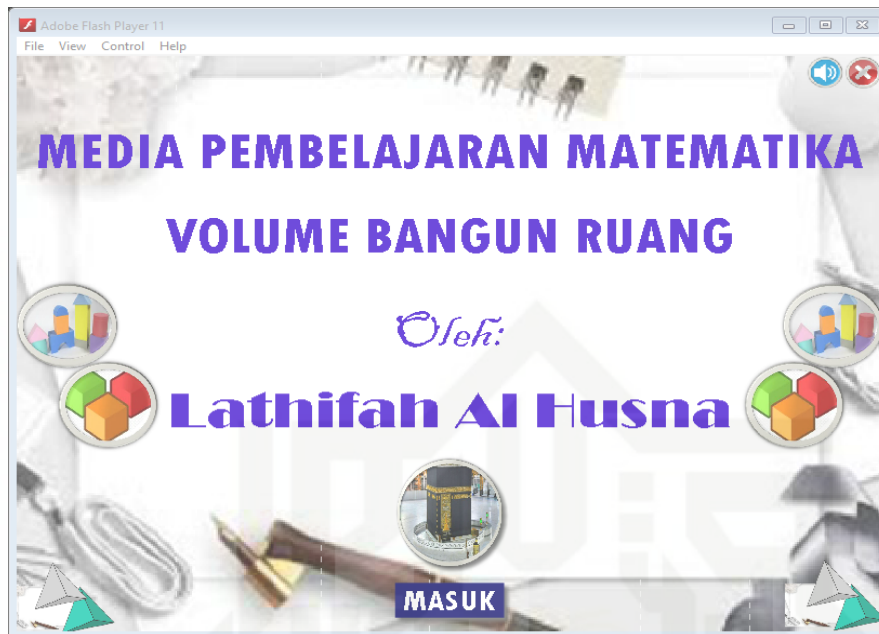 Adobe Flash Player 11
File View Control Help
MEDIA PEMBELAJARAN MATEMATIKA
VOLUME BANGUN RUANG
Oleh:
Lathifah Al Husna
MASUK